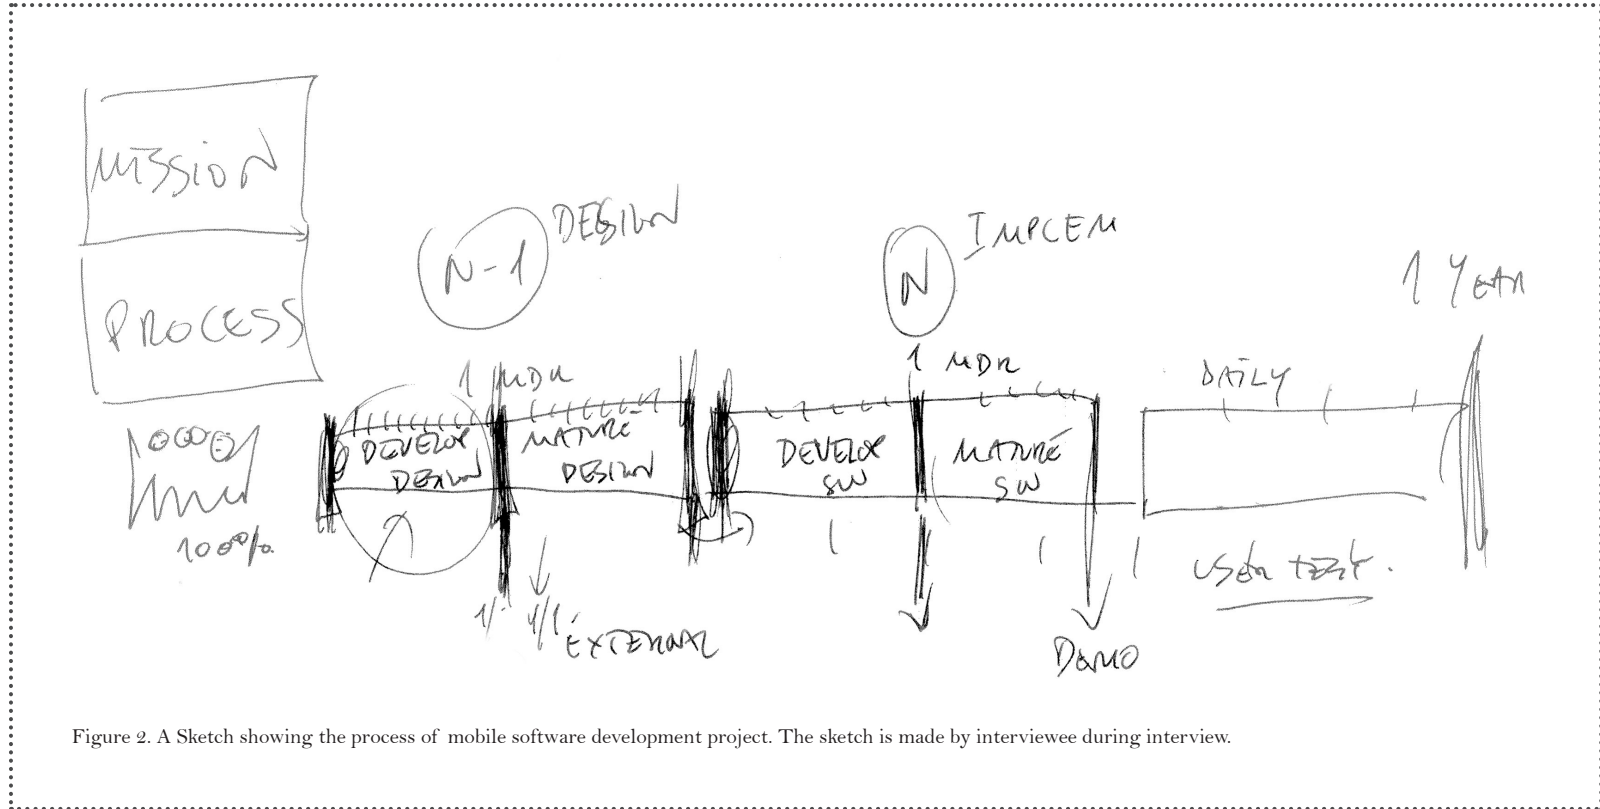 MISSION
PROCESS
N-1 DESIGN
N IMPLEM
1 YEAR
1 MDR
1 MDR
DAILY
DEVELOP
DESIGN
MATURE
DESIGN
DEVELOP
SW
MATURE
SW
100%
EXTERNAL
DEMO
USER TEST.
Figure 2. A Sketch showing the process of mobile software development project. The sketch is made by interviewee during interview.